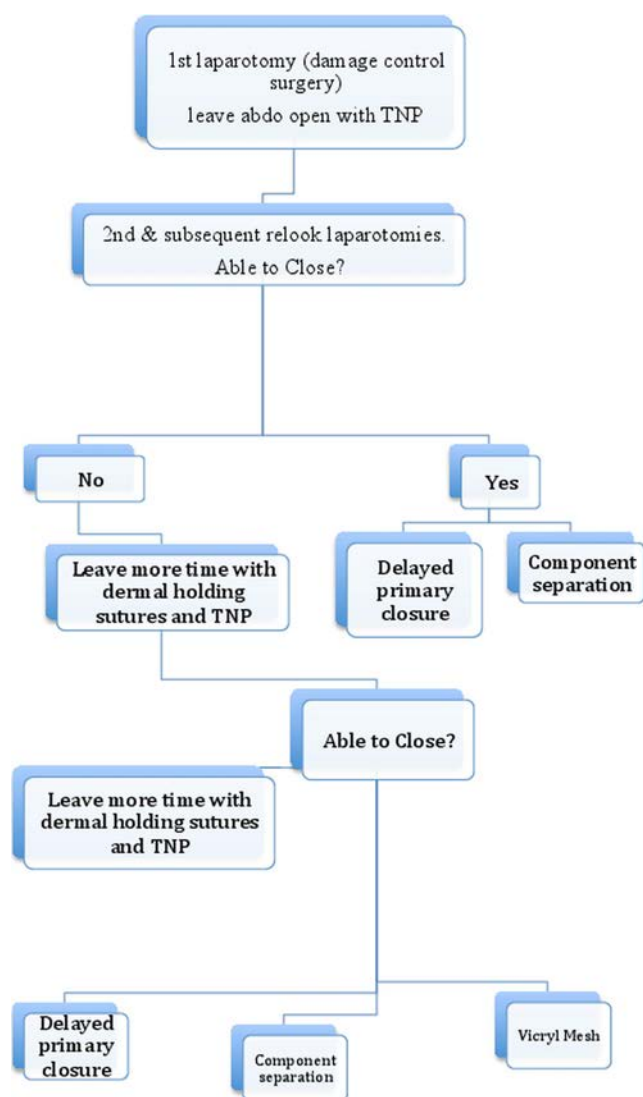 1st laparotomy (damage control
surgery)
leave abdo open with TNP
2nd & subsequent relook laparotomies.
Able to Close?
No
Yes
Leave more time with
dermal holding
sutures and TNP
Delayed
primary
closure
Component
separation
Able to Close?
Leave more time with
dermal holding sutures
and TNP
Delayed
primary
closure
Component
separation
Vicryl Mesh